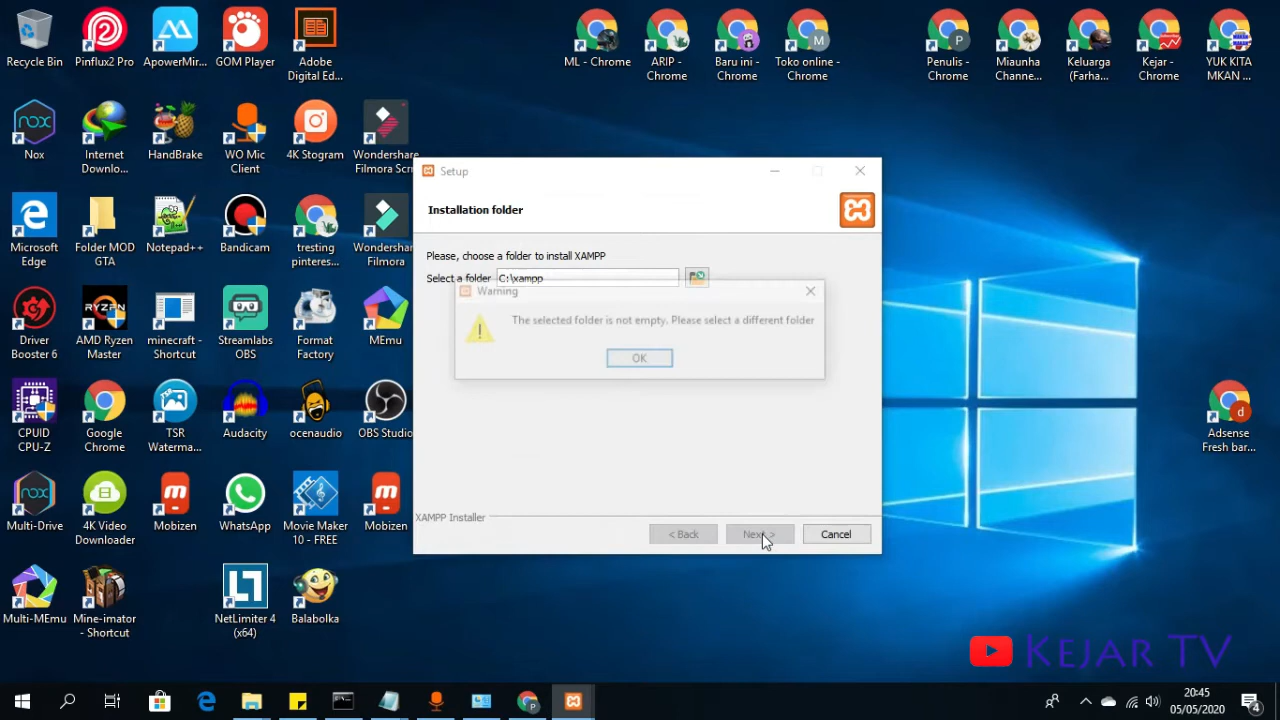 Recycle Bin
Pinflux2 Pro
ApowerMir...
GOM Player
Adobe
Digital Ed...
ML - Chrome
ARIP -
Chrome
Baru ini -
Chrome
Toko online -
Chrome
Penulis -
Chrome
Miaunha
Channe...
Keluarga
(Farha...
Kejar -
Chrome
YUK KITA
MKAN ...
Nox
Internet
Downlo...
HandBrake
WO Mic
Client
4K Stogram
Wondershare
Filmora Scr
Microsoft
Edge
Folder MOD
GTA
Notepad++
Bandicam
tresting
pinteres...
Wondershare
Filmora
Driver
Booster 6
RYZEN
AMD Ryzen
Master
minecraft -
Shortcut
Streamlabs
OBS
Format
Factory
MEmu
CPUID
CPU-Z
Google
Chrome
TSR
Waterma...
Audacity
ocenaudio
OBS Studio
Multi-Drive
4K Video
Downloader
Mobizen
WhatsApp
Movie Maker
10 - FREE
Mobizen
Multi-MEmu
Mine-imator
- Shortcut
NetLimiter 4
(x64)
Balabolka
Adsense
Fresh bar...
Setup
Installation folder
Please, choose a folder to install XAMPP
Select a folder C:\xampp
Warning
The selected folder is not empty. Please select a different folder
OK
XAMPP Installer
< Back
Next >
Cancel
Kejar TV
20:45
05/05/2020
4